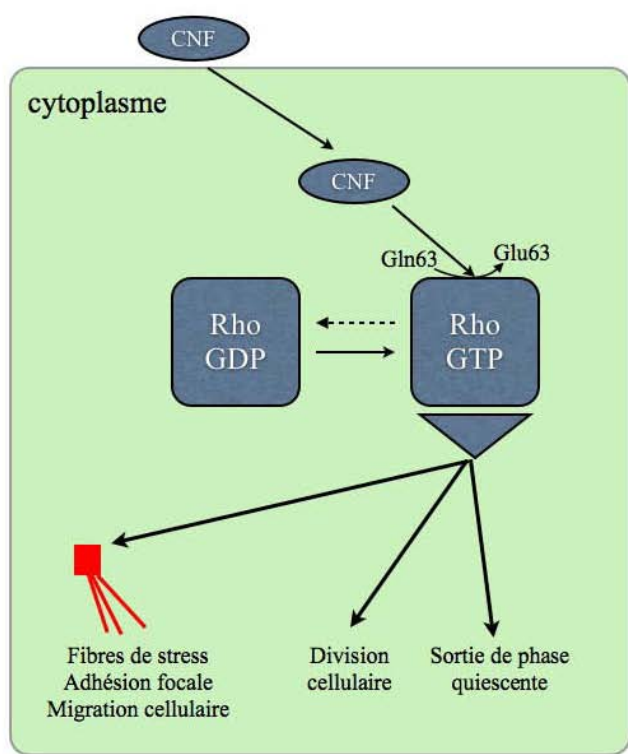 CNF
cytoplasme
CNF
Gln63
Glu63
Rho
GDP
Rho
GTP
Fibres de stress
Adhésion focale
Migration cellulaire
Division
cellulaire
Sortie de phase
quiescente